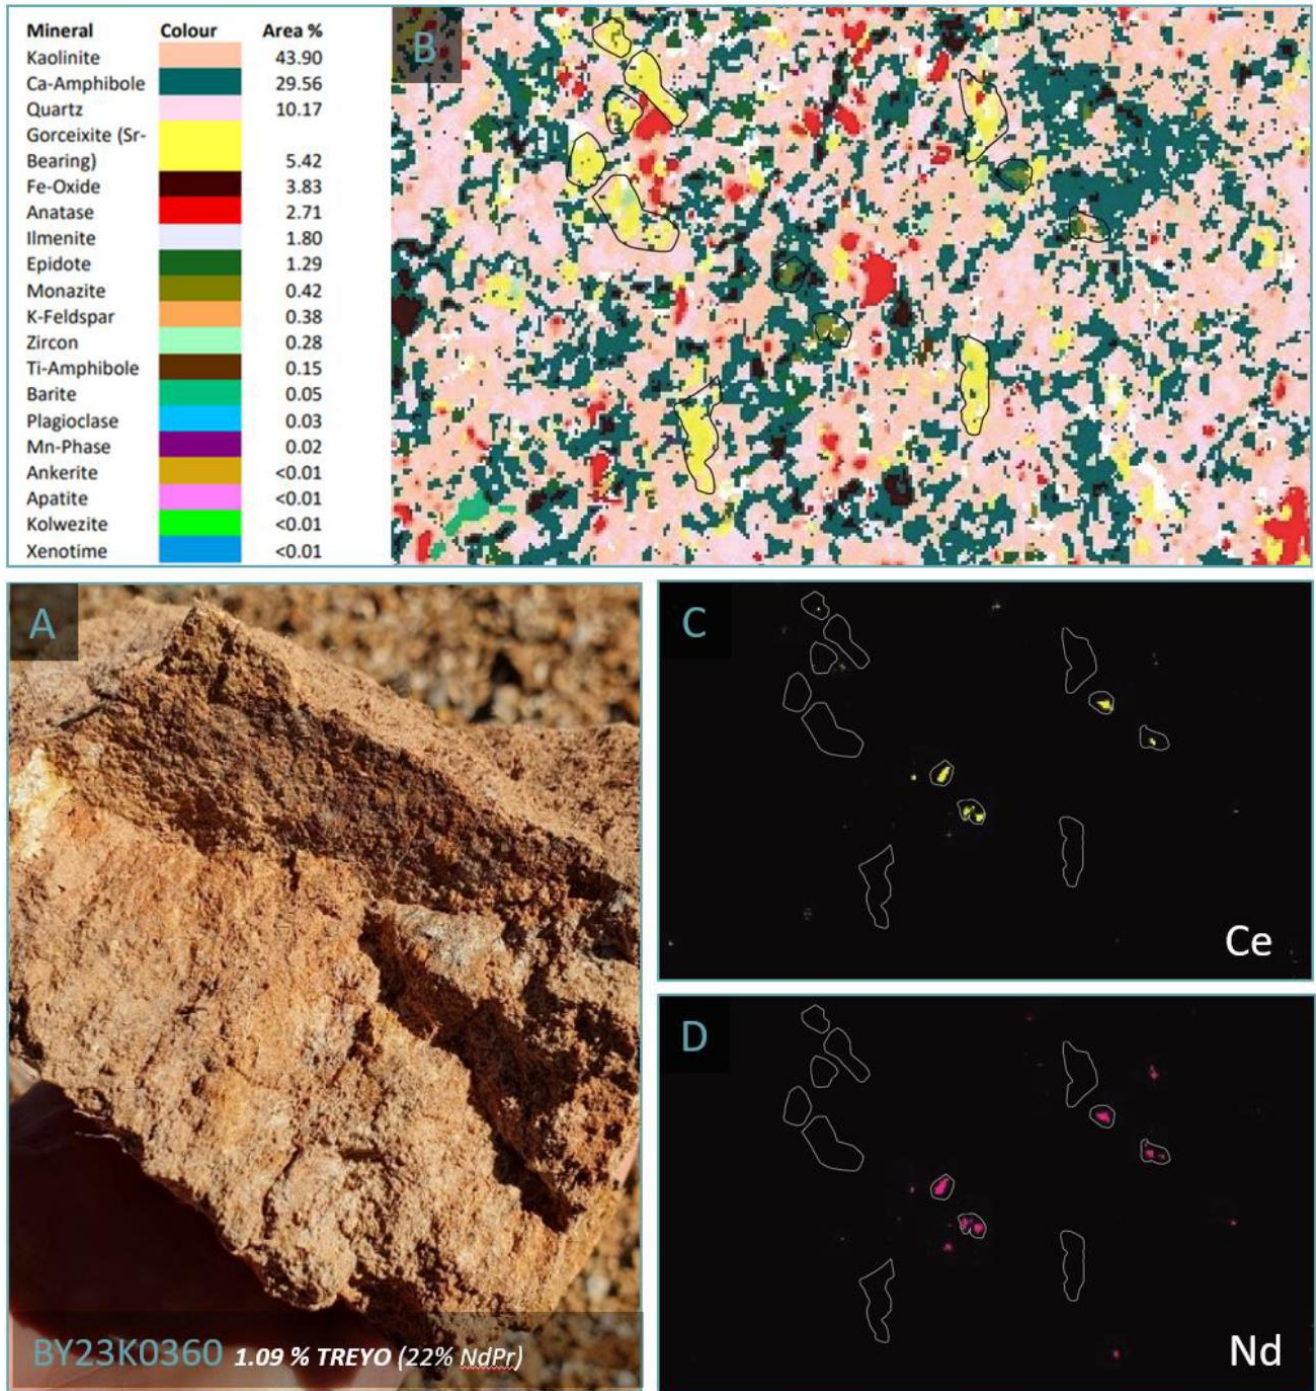 Mineral Colour Area %
Kaolinite 43.90
Ca-Amphibole 29.56
Quartz 10.17
Gorceixite (Sr-
Bearing) 5.42
Fe-Oxide 3.83
Anatase 2.71
Ilmenite 1.80
Epidote 1.29
Monazite 0.42
K-Feldspar 0.38
Zircon 0.28
Ti-Amphibole 0.15
Barite 0.05
Plagioclase 0.03
Mn-Phase 0.02
Ankerite <0.01
Apatite <0.01
Kolwezite <0.01
Xenotime <0.01
B
A
BY23K0360 1.09 % TREYO (22% NdPr)
C
Ce
D
Nd